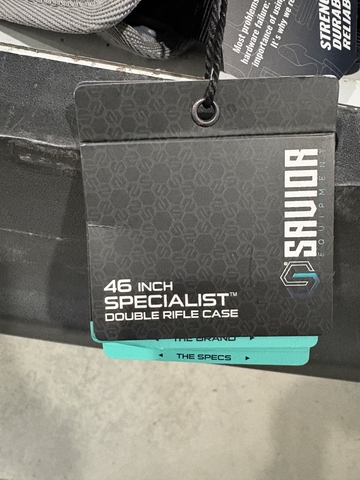 Most problem
hardware failure:
importance of using
it's why we r
STRENG
DURAB
RELIAB
SAVIOR
EQUIPMENT
46 INCH
SPECIALIST™
DOUBLE RIFLE CASE
THE BRAND
THE SPECS